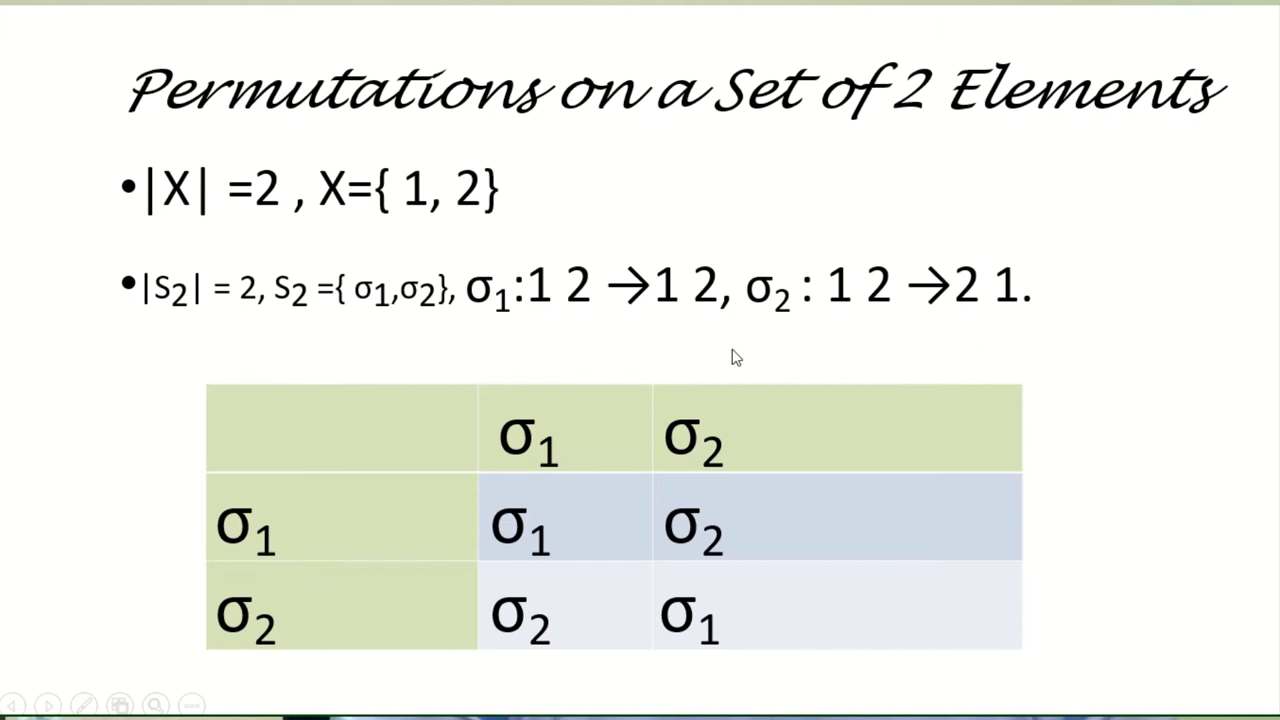 Permutations on a Set of 2 Elements
•|X| =2 , X={ 1, 2}
•|S₂| = 2, S₂ ={ σ₁,σ₂}, σ₁:1 2 →1 2, σ₂ : 1 2 →2 1.
σ₁ σ₂
σ₁ σ₁ σ₂
σ₂ σ₂ σ₁